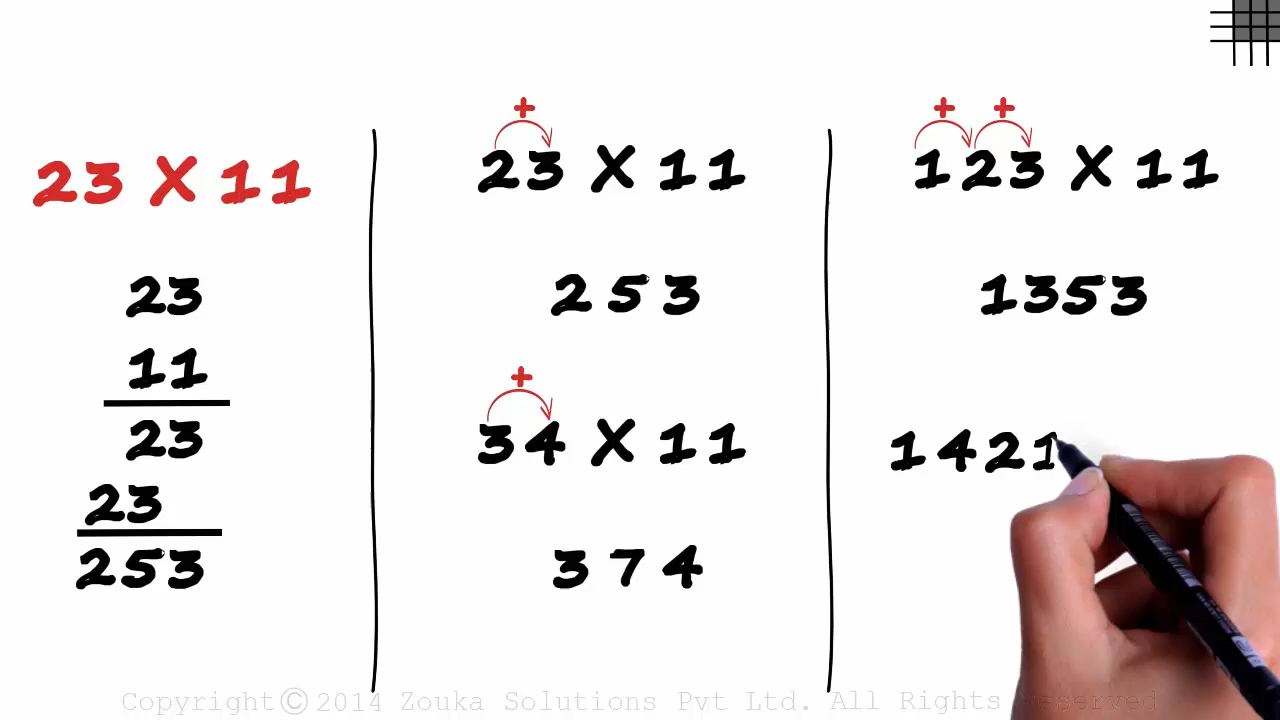 23 X 11
23
11
23
23
253
+
23 X 11
253
+
34 X 11
374
+ +
123 X 11
1353
1421
Copyright© 2014 Zouka Solutions Pvt Ltd. All Rights Reserved